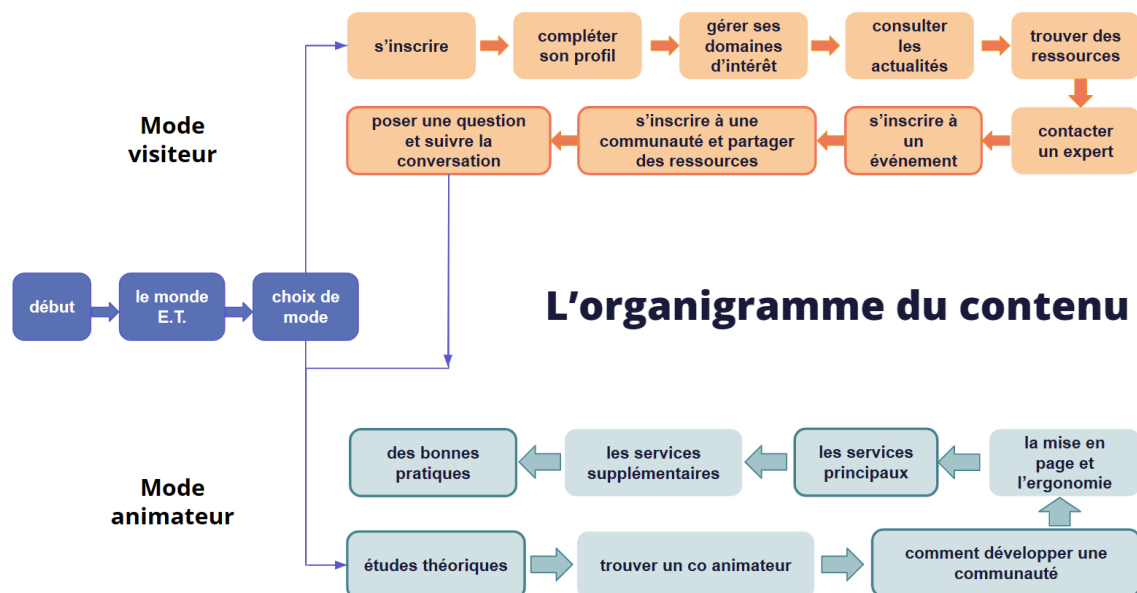 s'inscrire
compléter
son profil
gérer ses
domaines
d'intérêt
consulter
les
actualités
trouver des
ressources
Mode
visiteur
poser une question
et suivre la
conversation
s'inscrire à une
communauté et partager
des ressources
s'inscrire à
un
événement
contacter
un expert
début
le monde
E.T.
choix de
mode
L'organigramme du contenu
Mode
animateur
des bonnes
pratiques
les services
supplémentaires
les services
principaux
la mise en
page et
l'ergonomie
études théoriques
trouver un co animateur
comment développer une
communauté